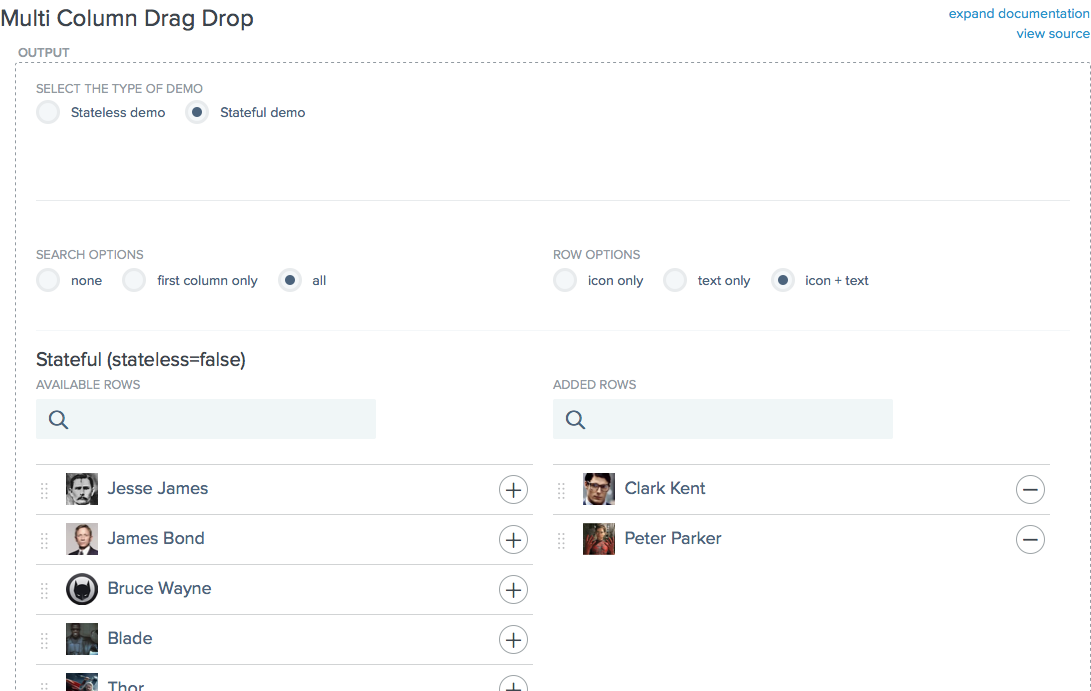 Multi Column Drag Drop
expand documentation
view source
OUTPUT
SELECT THE TYPE OF DEMO
Stateless demo Stateful demo
SEARCH OPTIONS
none first column only all
ROW OPTIONS
icon only text only icon + text
Stateful (stateless=false)
AVAILABLE ROWS
Jesse James
James Bond
Bruce Wayne
Blade
Thor
ADDED ROWS
Clark Kent
Peter Parker